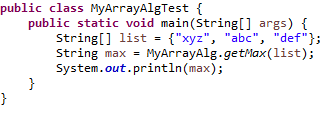 public class MyArrayAlgTest {
    public static void main(String[] args) {
        String[] list = {"xyz", "abc", "def"};
        String max = MyArrayAlg.getMax(list);
        System.out.println(max);
    }
}